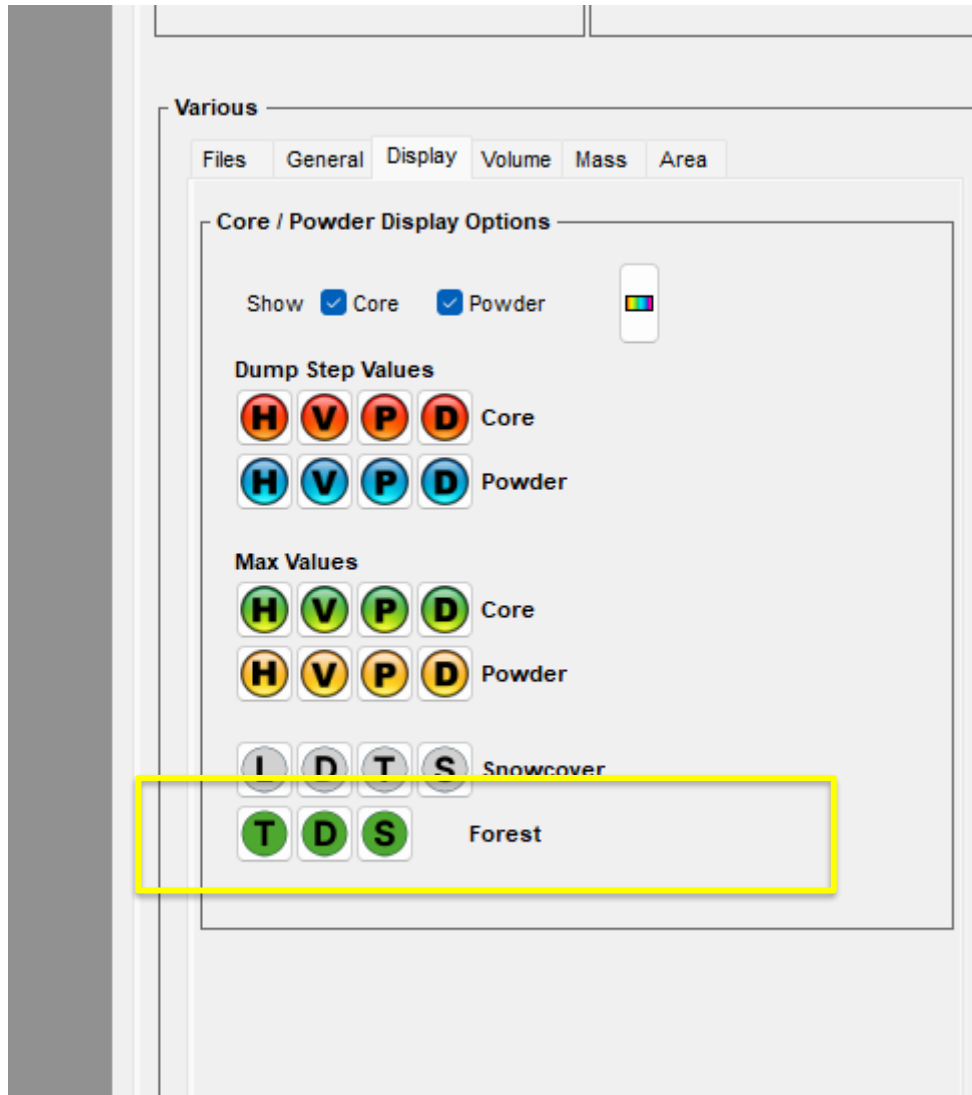 Various
Files General Display Volume Mass Area
Core / Powder Display Options
Show Core Powder
Dump Step Values
H V P D Core
H V P D Powder
Max Values
H V P D Core
H V P D Powder
L D T S Snowcover
T D S Forest